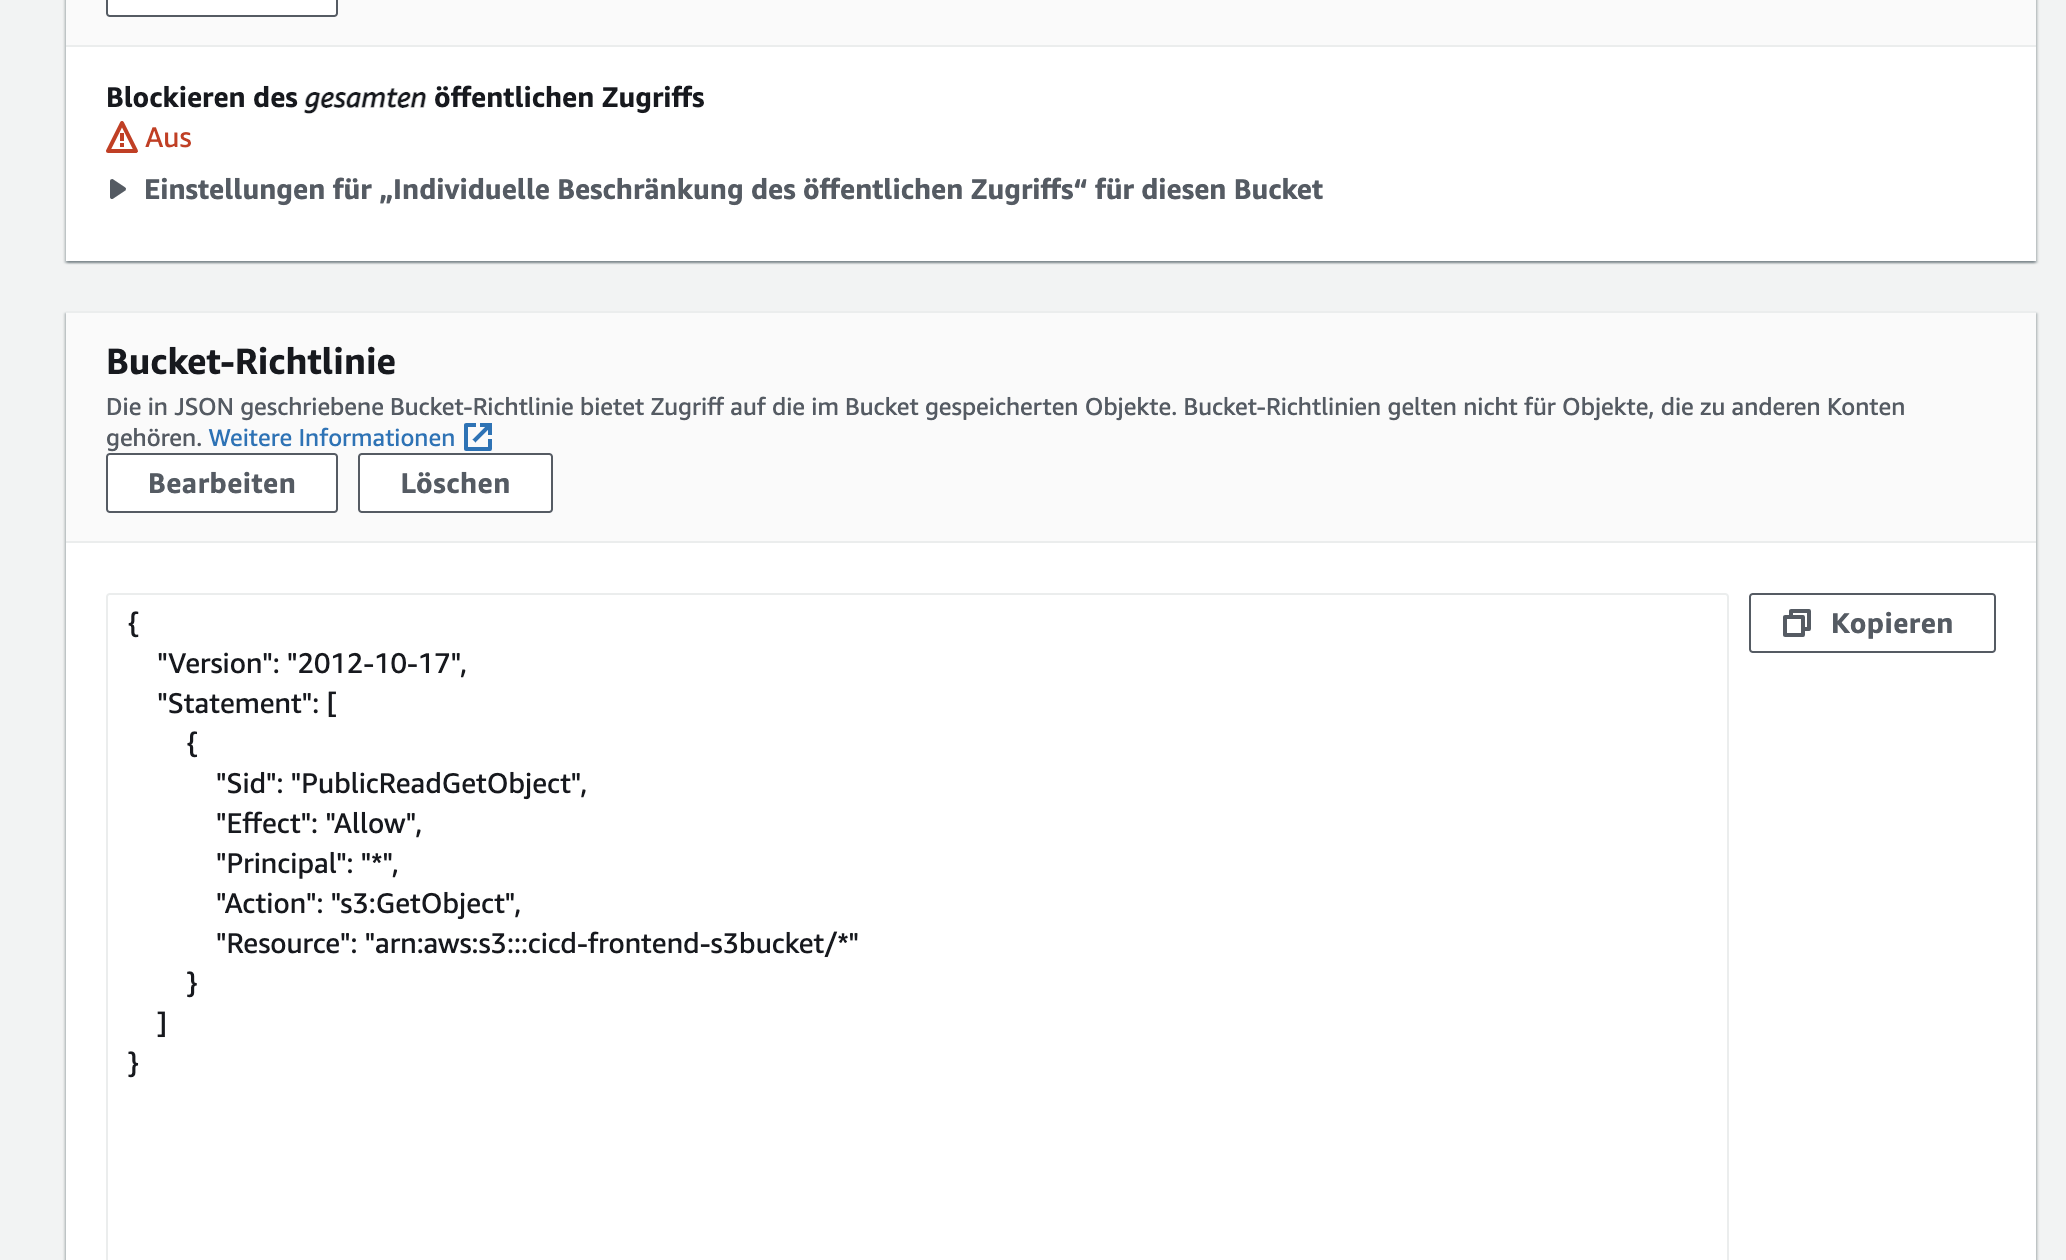 Blockieren des gesamten öffentlichen Zugriffs
Aus
Einstellungen für „Individuelle Beschränkung des öffentlichen Zugriffs“ für diesen Bucket
Bucket-Richtlinie
Die in JSON geschriebene Bucket-Richtlinie bietet Zugriff auf die im Bucket gespeicherten Objekte. Bucket-Richtlinien gelten nicht für Objekte, die zu anderen Konten
gehören. Weitere Informationen
Bearbeiten
Löschen
Kopieren
{
"Version": "2012-10-17",
"Statement": [
{
"Sid": "PublicReadGetObject",
"Effect": "Allow",
"Principal": "*",
"Action": "s3:GetObject",
"Resource": "arn:aws:s3:::cicd-frontend-s3bucket/*"
}
]
}